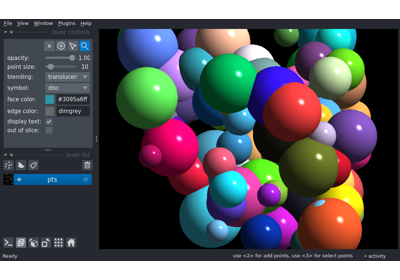 File View Window Plugins Help
layer controls
opacity: 1.00
point size: 10
blending: translucen
symbol: disc
face color: #3095a6ff
edge color: dimgrey
display text:
out of slice:
layer list
pts
Ready use <2> for add points, use <3> for select points activity